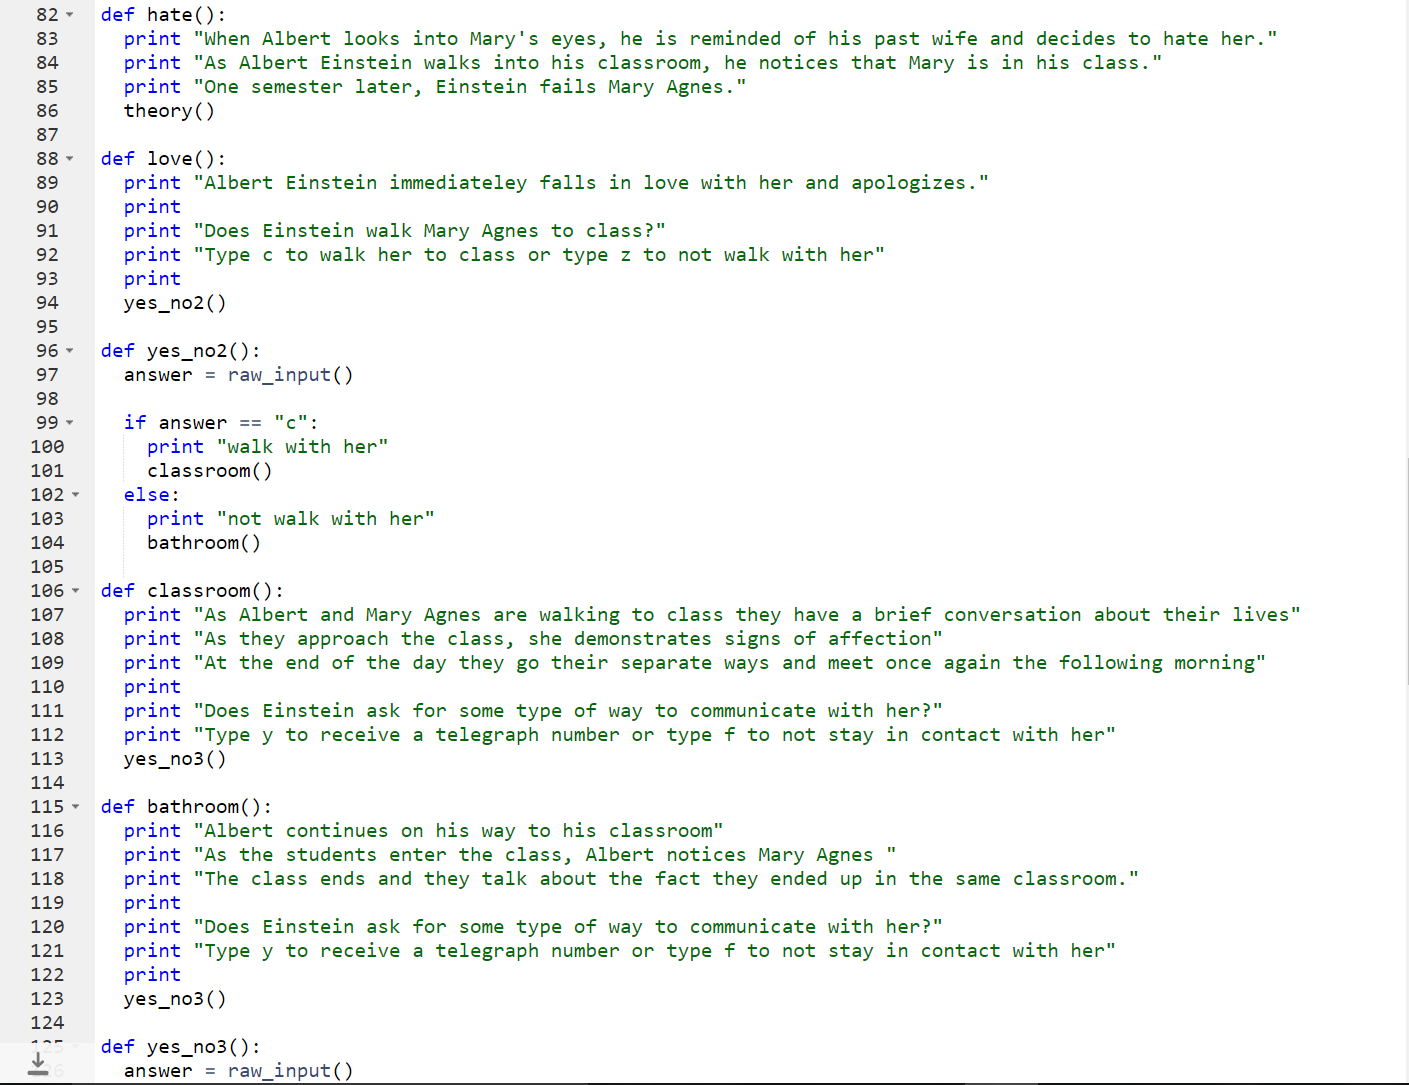 82 def hate():
83 print "When Albert looks into Mary's eyes, he is reminded of his past wife and decides to hate her."
84 print "As Albert Einstein walks into his classroom, he notices that Mary is in his class."
85 print "One semester later, Einstein fails Mary Agnes."
86 theory()
87
88 def love():
89 print "Albert Einstein immediateley falls in love with her and apologizes."
90 print
91 print "Does Einstein walk Mary Agnes to class?"
92 print "Type c to walk her to class or type z to not walk with her"
93 print
94 yes_no2()
95
96 def yes_no2():
97 answer = raw_input()
98
99 if answer == "c":
100 print "walk with her"
101 classroom()
102 else:
103 print "not walk with her"
104 bathroom()
105
106 def classroom():
107 print "As Albert and Mary Agnes are walking to class they have a brief conversation about their lives"
108 print "As they approach the class, she demonstrates signs of affection"
109 print "At the end of the day they go their separate ways and meet once again the following morning"
110 print
111 print "Does Einstein ask for some type of way to communicate with her?"
112 print "Type y to receive a telegraph number or type f to not stay in contact with her"
113 yes_no3()
114
115 def bathroom():
116 print "Albert continues on his way to his classroom"
117 print "As the students enter the class, Albert notices Mary Agnes "
118 print "The class ends and they talk about the fact they ended up in the same classroom."
119 print
120 print "Does Einstein ask for some type of way to communicate with her?"
121 print "Type y to receive a telegraph number or type f to not stay in contact with her"
122 print
123 yes_no3()
124
125 def yes_no3():
126 answer = raw_input()